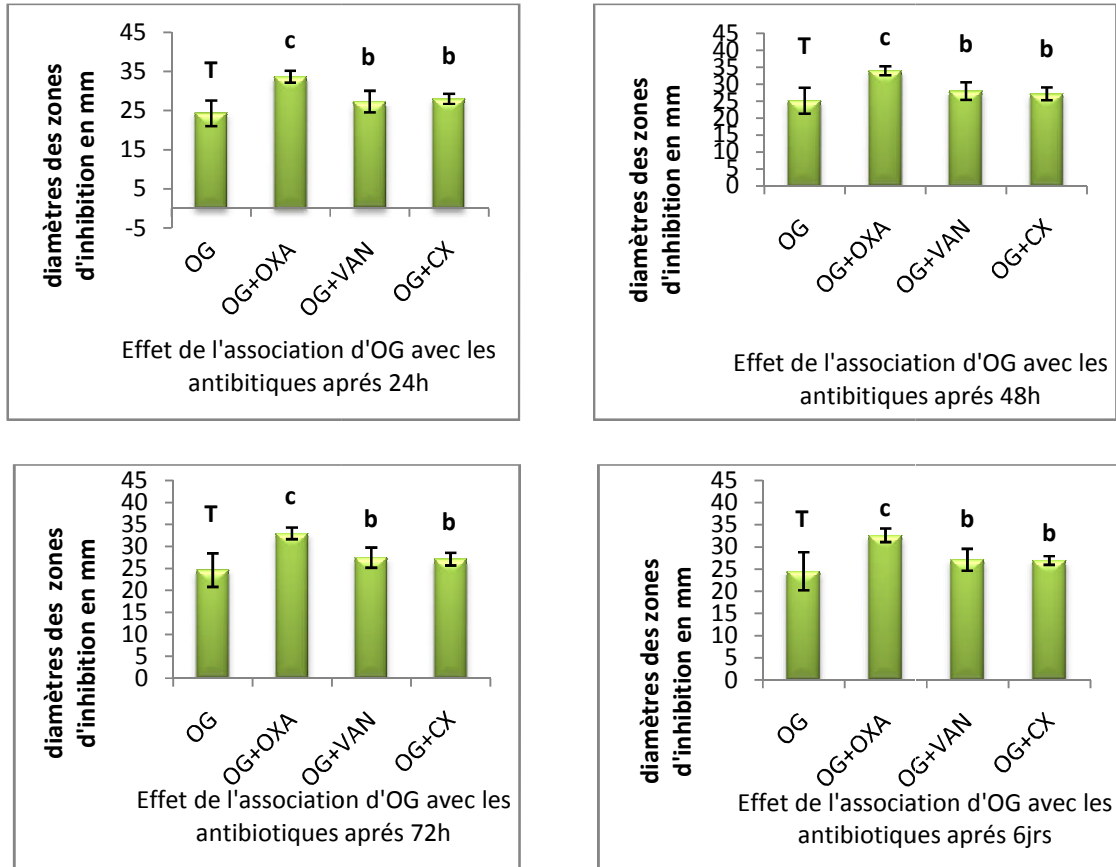 diamètres des zones
d'inhibition en mm
45
35
25
15
5
-5
T
c
b
b
OG
OG+OXA
OG+VAN
OG+CX
Effet de l'association d'OG avec les
antibitiques aprés 24h
diamètres des zones
d'inhibition en mm
45
40
35
30
25
20
15
10
5
0
T
c
b
b
OG
OG+OXA
OG+VAN
OG+CX
Effet de l'association d'OG avec les
antibitiques aprés 48h
diamètres des zones
d'inhibition en mm
45
40
35
30
25
20
15
10
5
0
T
c
b
b
OG
OG+OXA
OG+VAN
OG+CX
Effet de l'association d'OG avec les
antibiotiques aprés 72h
diamètres des zones
d'inhibition en mm
45
40
35
30
25
20
15
10
5
0
T
c
b
b
OG
OG+OXA
OG+VAN
OG+CX
Effet de l'association d'OG avec les
antibiotiques aprés 6jrs